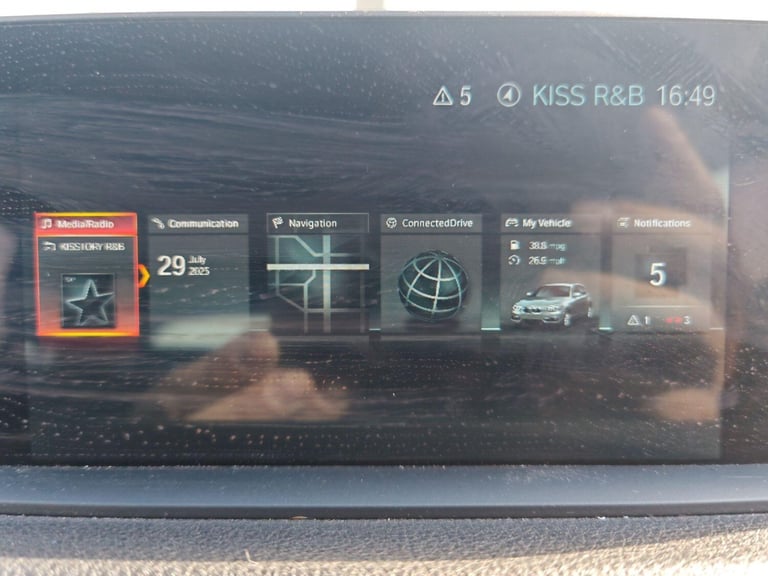 5 KISS R&B 16:49
Media/Radio
KISSTORY R&B
Communication
29 July
2025
Navigation
ConnectedDrive
My Vehicle
38.8 mpg
26.9 mph
Notifications
5
1 3